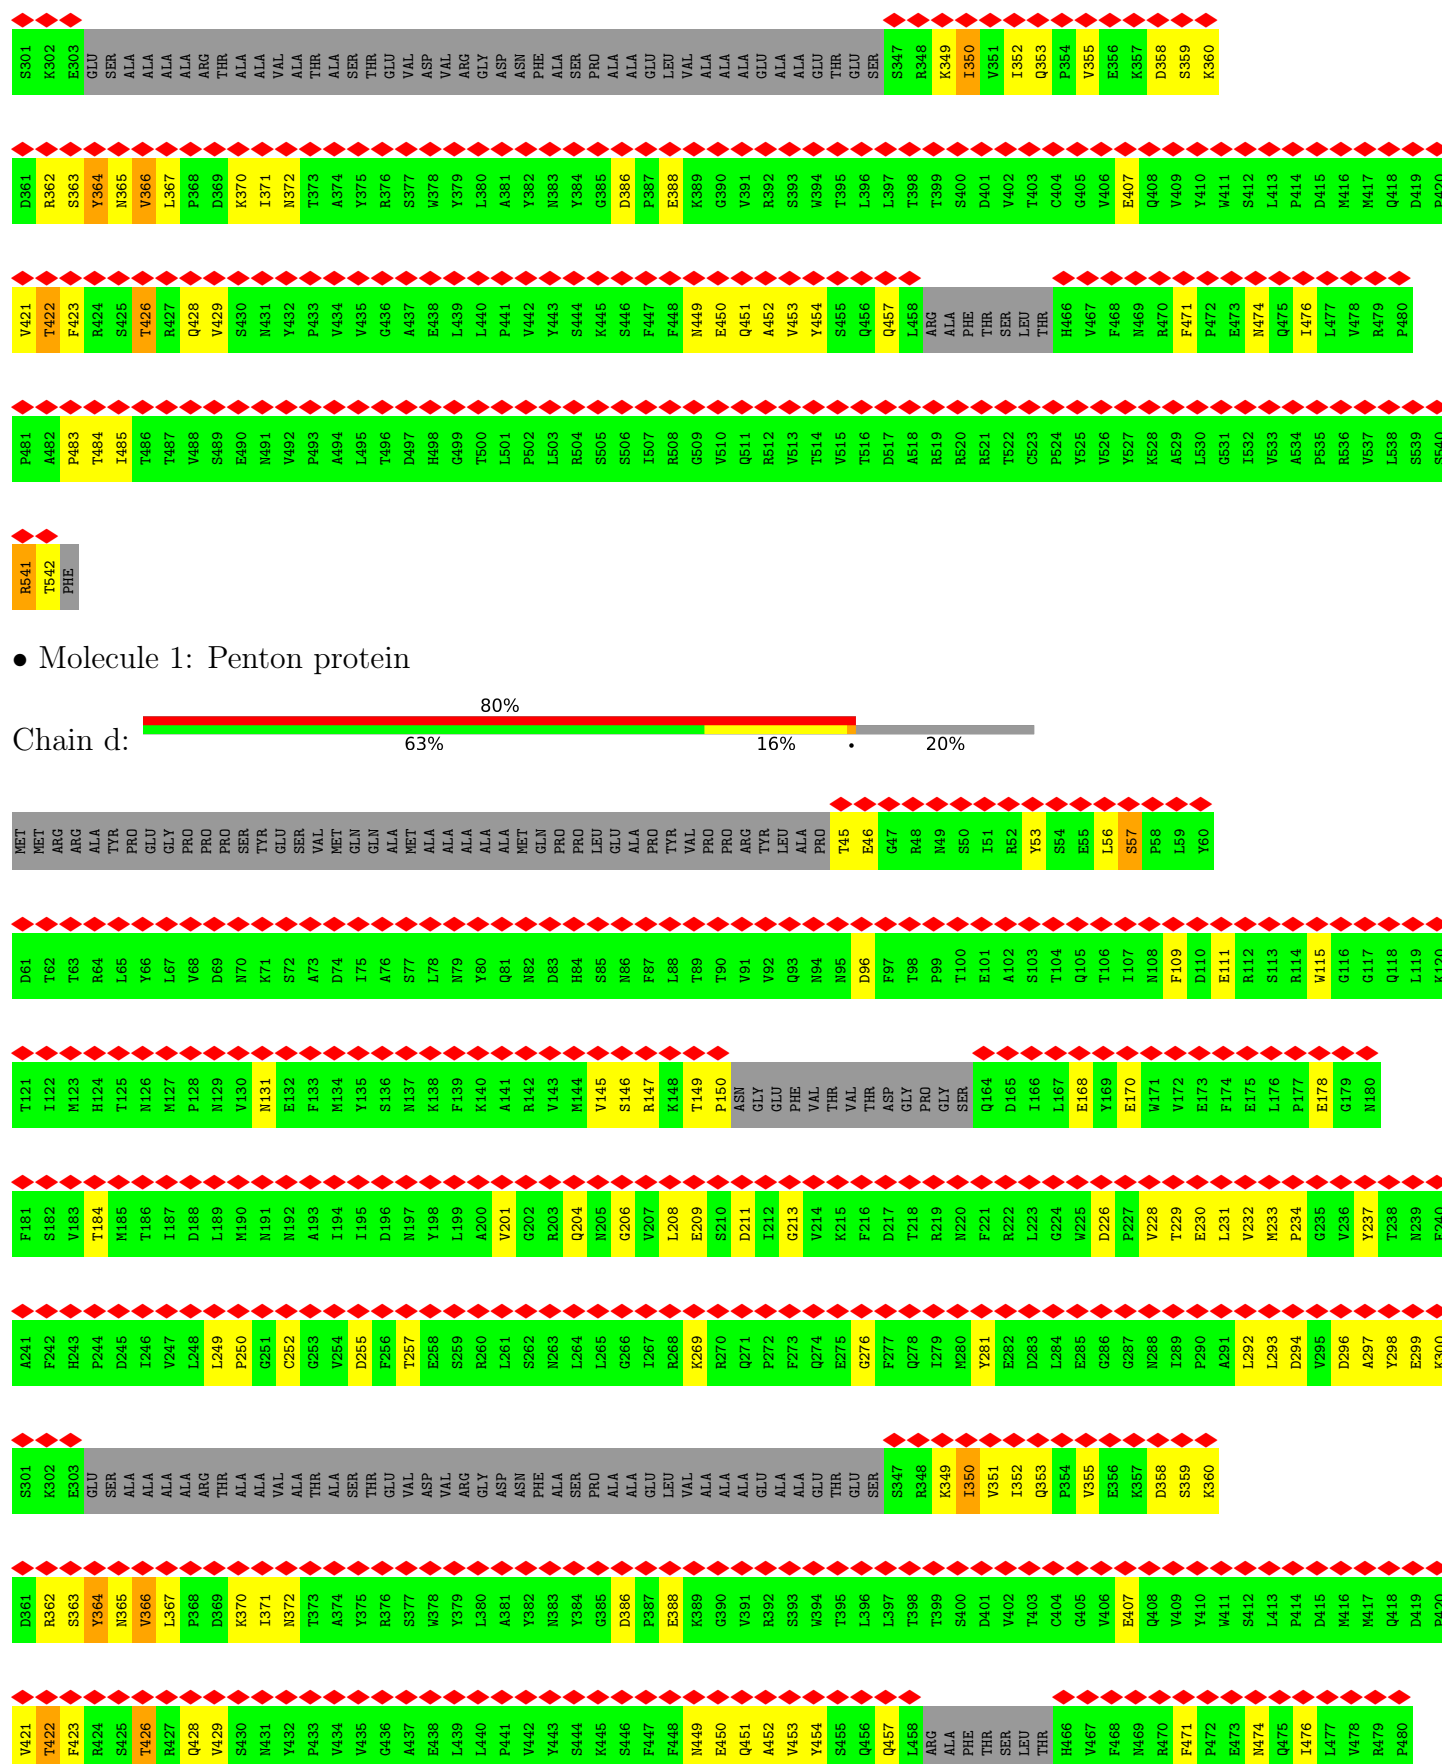 S301 K302 E303 GLU SER ALA ALA ALA ALA ARG THR ALA ALA VAL ALA THR ALA SER THR GLU VAL ASP VAL ARG GLY ASP ASN PHE ALA SER PRO ALA ALA GLU LEU VAL ALA ALA ALA GLU ALA ALA GLU THR GLU SER S347 R348 K349 I350 V351 I352 Q353 P354 V355 E356 K357 D358 S359 K360
D361 R362 S363 Y364 N365 V366 L367 P368 D369 K370 I371 N372 T373 A374 Y375 R376 S377 W378 Y379 L380 A381 Y382 N383 Y384 G385 D386 P387 E388 K389 G390 V391 R392 S393 W394 T395 L396 L397 T398 T399 S400 D401 V402 T403 C404 G405 V406 E407 Q408 V409 Y410 W411 S412 L413 P414 D415 M416 M417 Q418 D419 P420
V421 T422 F423 R424 S425 T426 R427 Q428 V429 S430 N431 Y432 P433 V434 V435 G436 A437 E438 L439 L440 P441 V442 Y443 S444 K445 S446 F447 F448 N449 E450 Q451 A452 V453 Y454 S455 Q456 Q457 L458 ARG ALA PHE THR SER LEU THR H466 V467 F468 N469 R470 F471 P472 E473 N474 Q475 I476 L477 V478 R479 P480
P481 A482 P483 T484 I485 T486 T487 V488 S489 E490 N491 V492 P493 A494 L495 T496 D497 H498 G499 T500 L501 P502 L503 R504 S505 S506 I507 R508 G509 V510 Q511 R512 V513 T514 V515 T516 D517 A518 R519 R520 R521 T522 C523 P524 Y525 V526 Y527 K528 A529 L530 G531 I532 V533 A534 P535 R536 V537 L538 S539 S540
R541 T542 PHE
• Molecule 1: Penton protein
80%
Chain d:
63% 16% • 20%
MET MET ARG ARG ALA TYR PRO GLU GLY PRO PRO PRO SER TYR GLU SER VAL MET GLN GLN ALA MET ALA ALA ALA ALA ALA MET GLN PRO PRO LEU GLU ALA PRO TYR VAL PRO PRO ARG TYR LEU ALA PRO T45 E46 G47 R48 N49 S50 I51 R52 Y53 S54 E55 L56 S57 P58 L59 Y60
D61 T62 T63 R64 L65 Y66 L67 V68 D69 N70 K71 S72 A73 D74 I75 A76 S77 L78 N79 Y80 Q81 N82 D83 H84 S85 N86 F87 L88 T89 T90 V91 V92 Q93 N94 N95 D96 F97 T98 P99 T100 E101 A102 S103 T104 Q105 T106 I107 N108 F109 D110 E111 R112 S113 R114 W115 G116 G117 Q118 L119 K120
T121 I122 M123 H124 T125 N126 M127 P128 N129 V130 N131 E132 F133 M134 Y135 S136 N137 K138 F139 K140 A141 R142 V143 M144 V145 S146 R147 K148 T149 P150 ASN GLY GLU PHE VAL THR VAL THR ASP GLY PRO GLY SER Q164 D165 I166 L167 E168 Y169 E170 W171 V172 E173 F174 E175 L176 P177 E178 G179 N180
F181 S182 V183 T184 M185 T186 I187 D188 L189 M190 N191 N192 A193 I194 I195 D196 N197 Y198 L199 A200 V201 G202 R203 Q204 N205 G206 V207 L208 E209 S210 D211 I212 G213 V214 K215 F216 D217 T218 R219 N220 F221 R222 L223 G224 W225 D226 P227 V228 T229 E230 L231 V232 M233 P234 G235 V236 Y237 T238 N239 E240
A241 F242 H243 P244 D245 I246 V247 L248 L249 P250 G251 C252 G253 V254 D255 F256 T257 E258 S259 R260 L261 S262 N263 L264 L265 G266 I267 R268 K269 R270 Q271 P272 F273 Q274 E275 G276 F277 Q278 I279 M280 Y281 E282 D283 L284 E285 G286 G287 N288 I289 P290 A291 L292 L293 D294 V295 D296 A297 Y298 E299 K300
S301 K302 E303 GLU SER ALA ALA ALA ALA ARG THR ALA ALA VAL ALA THR ALA SER THR GLU VAL ASP VAL ARG GLY ASP ASN PHE ALA SER PRO ALA ALA GLU LEU VAL ALA ALA ALA GLU ALA ALA GLU THR GLU SER S347 R348 K349 I350 V351 I352 Q353 P354 V355 E356 K357 D358 S359 K360
D361 R362 S363 Y364 N365 V366 L367 P368 D369 K370 I371 N372 T373 A374 Y375 R376 S377 W378 Y379 L380 A381 Y382 N383 Y384 G385 D386 P387 E388 K389 G390 V391 R392 S393 W394 T395 L396 L397 T398 T399 S400 D401 V402 T403 C404 G405 V406 E407 Q408 V409 Y410 W411 S412 L413 P414 D415 M416 M417 Q418 D419 P420
V421 T422 F423 R424 S425 T426 R427 Q428 V429 S430 N431 Y432 P433 V434 V435 G436 A437 E438 L439 L440 P441 V442 Y443 S444 K445 S446 F447 F448 N449 E450 Q451 A452 V453 Y454 S455 Q456 Q457 L458 ARG ALA PHE THR SER LEU THR H466 V467 F468 N469 R470 F471 P472 E473 N474 Q475 I476 L477 V478 R479 P480